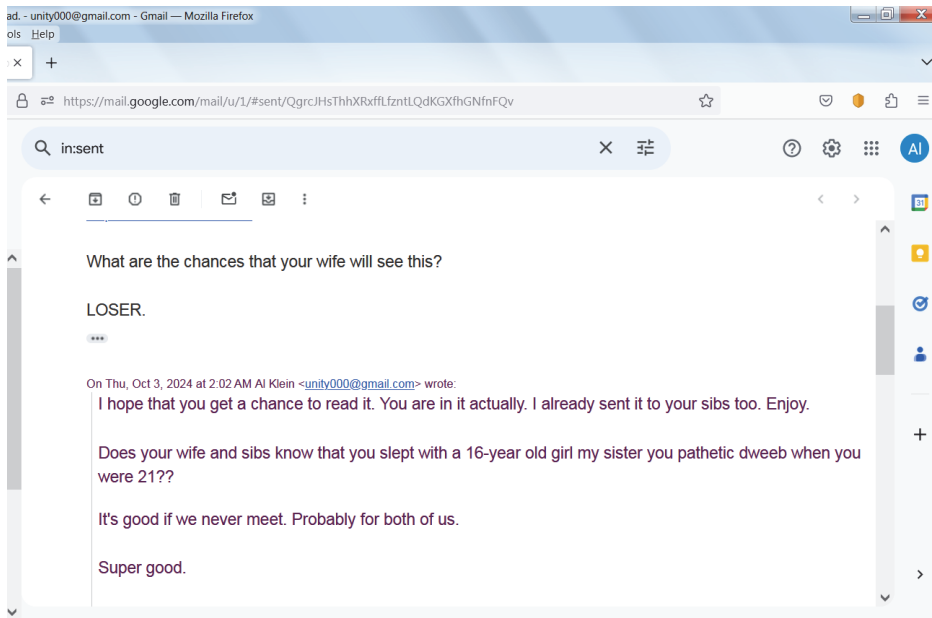 ad. - unity000@gmail.com - Gmail — Mozilla Firefox
ols Help
https://mail.google.com/mail/u/1/#sent/QgrcJHsThhXRxffLfzntLQdKGXfhGNfnFQv
in:sent
AI
31
What are the chances that your wife will see this?
LOSER.
On Thu, Oct 3, 2024 at 2:02 AM Al Klein <unity000@gmail.com> wrote:
I hope that you get a chance to read it. You are in it actually. I already sent it to your sibs too. Enjoy.
Does your wife and sibs know that you slept with a 16-year old girl my sister you pathetic dweeb when you
were 21??
It's good if we never meet. Probably for both of us.
Super good.